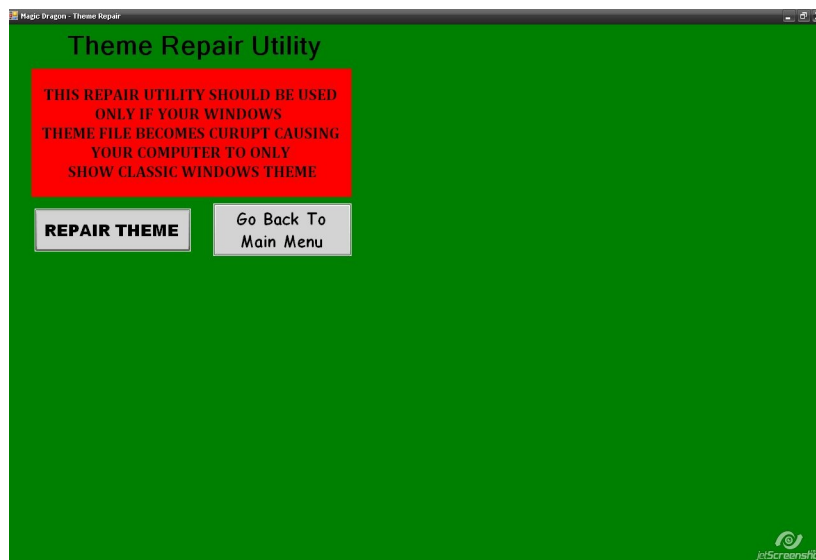 Magic Dragon - Theme Repair
Theme Repair Utility
THIS REPAIR UTILITY SHOULD BE USED
ONLY IF YOUR WINDOWS
THEME FILE BECOMES CURUPT CAUSING
YOUR COMPUTER TO ONLY
SHOW CLASSIC WINDOWS THEME
REPAIR THEME
Go Back To
Main Menu